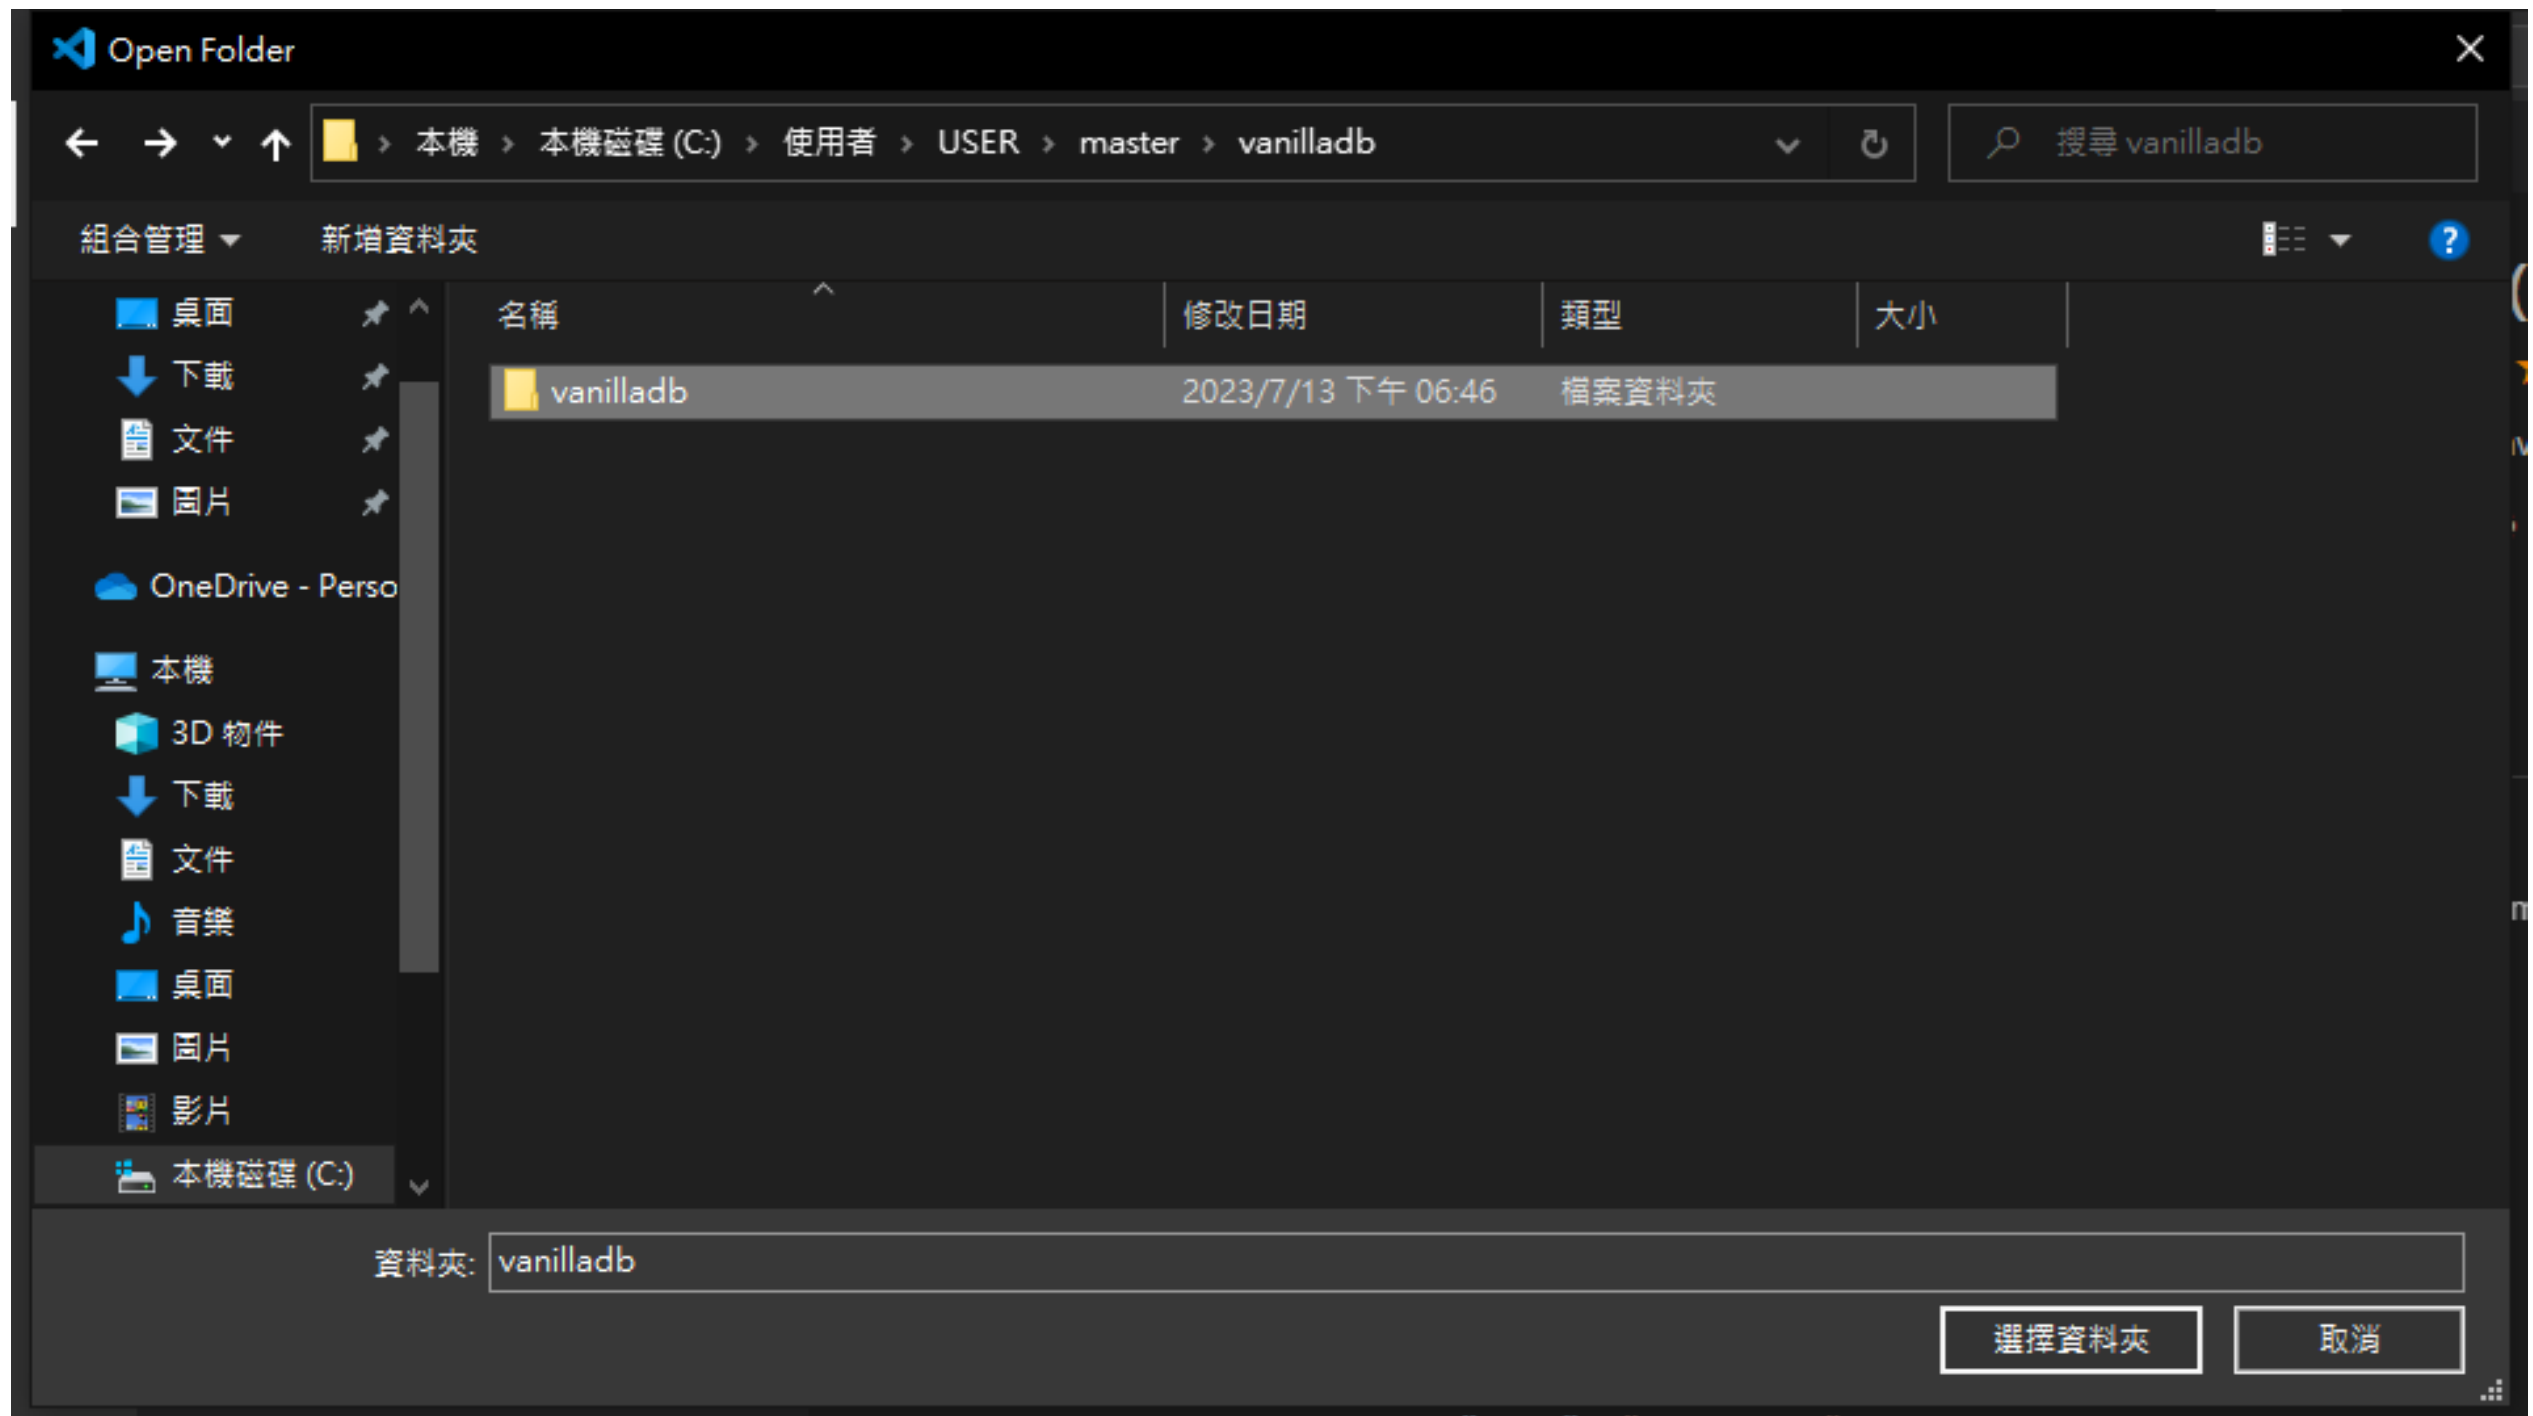 Open Folder
本機 本機磁碟 (C:) 使用者 USER master vanilladb
搜尋 vanilladb
組合管理 新增資料夾
名稱 修改日期 類型 大小
vanilladb 2023/7/13 下午 06:46 檔案資料夾
桌面
下載
文件
圖片
OneDrive - Perso
本機
3D 物件
下載
文件
音樂
桌面
圖片
影片
本機磁碟 (C:)
資料夾: vanilladb
選擇資料夾 取消